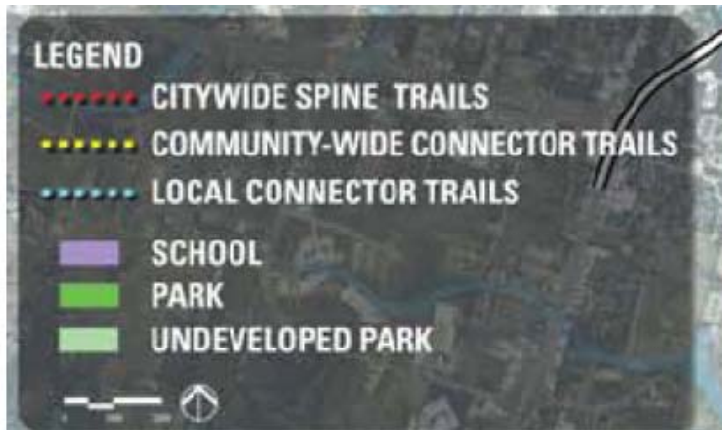 LEGEND
CITYWIDE SPINE TRAILS
COMMUNITY-WIDE CONNECTOR TRAILS
LOCAL CONNECTOR TRAILS
SCHOOL
PARK
UNDEVELOPED PARK